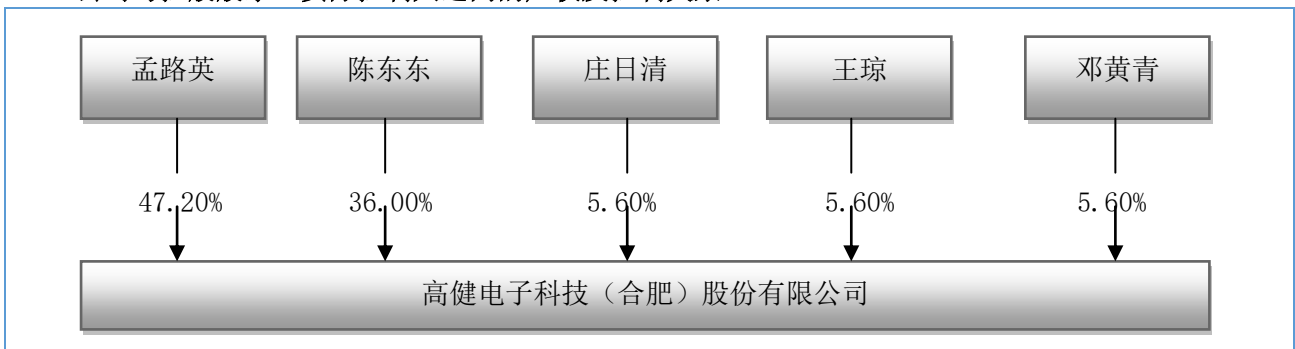 孟路英 陈东东 庄日清 王琼 邓黄青
47.20% 36.00% 5.60% 5.60% 5.60%
高健电子科技（合肥）股份有限公司